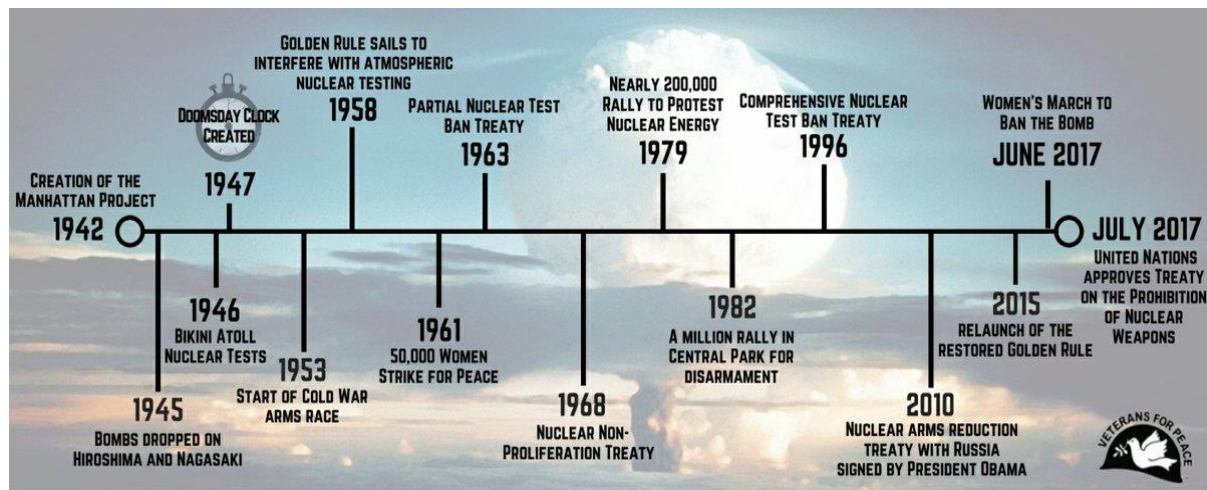 CREATION OF THE
MANHATTAN PROJECT
1942
BOMBS DROPPED ON
HIROSHIMA AND NAGASAKI
1945
1946
BIKINI ATOLL
NUCLEAR TESTS
DOOMSDAY CLOCK
CREATED
1947
1953
START OF COLD WAR
ARMS RACE
GOLDEN RULE SAILS TO
INTERFERE WITH ATMOSPHERIC
NUCLEAR TESTING
1958
1961
50,000 WOMEN
STRIKE FOR PEACE
PARTIAL NUCLEAR TEST
BAN TREATY
1963
1968
NUCLEAR NON-
PROLIFERATION TREATY
NEARLY 200,000
RALLY TO PROTEST
NUCLEAR ENERGY
1979
1982
A MILLION RALLY IN
CENTRAL PARK FOR
DISARMAMENT
COMPREHENSIVE NUCLEAR
TEST BAN TREATY
1996
2010
NUCLEAR ARMS REDUCTION
TREATY WITH RUSSIA
SIGNED BY PRESIDENT OBAMA
2015
RELAUNCH OF THE
RESTORED GOLDEN RULE
WOMEN'S MARCH TO
BAN THE BOMB
JUNE 2017
JULY 2017
UNITED NATIONS
APPROVES TREATY
ON THE PROHIBITION
OF NUCLEAR
WEAPONS
VETERANS FOR PEACE